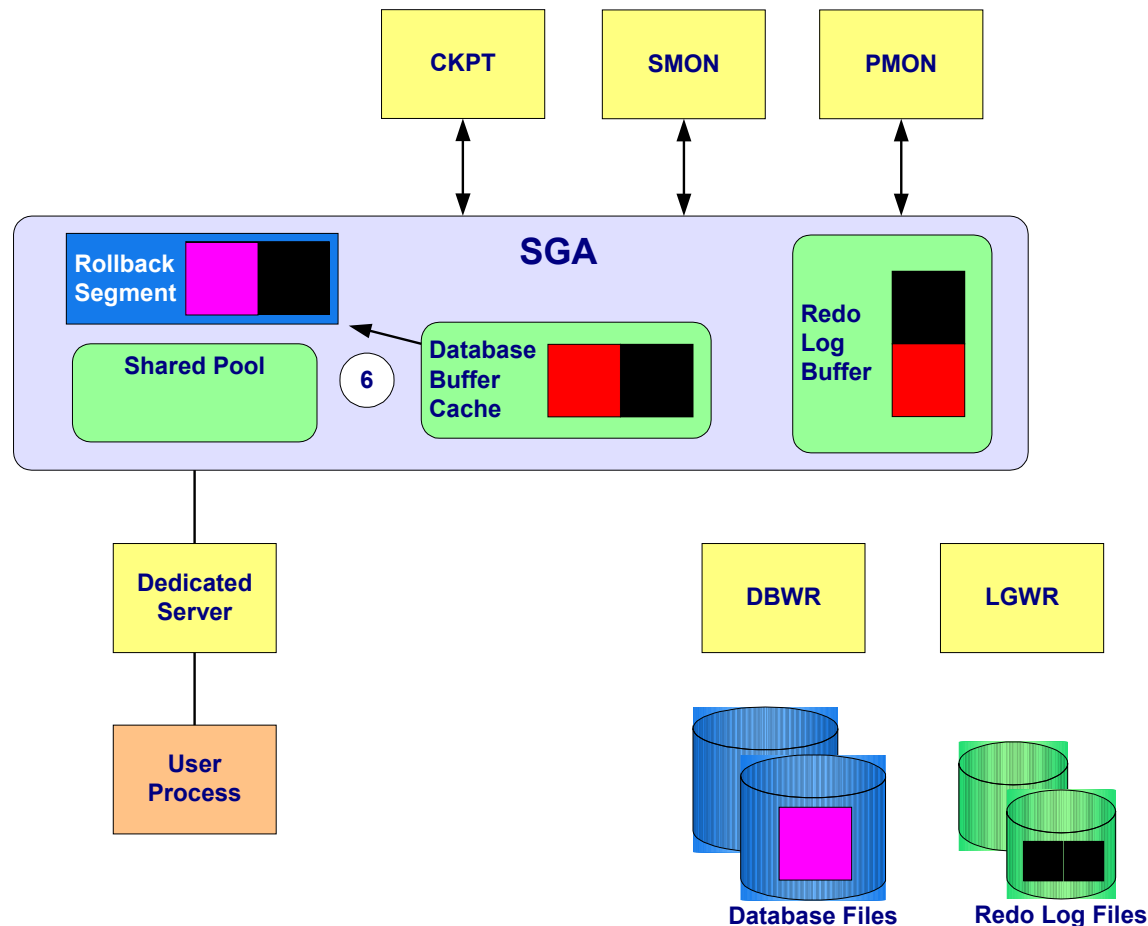 CKPT
SMON
PMON
SGA
Rollback
Segment
Shared Pool
6
Database
Buffer
Cache
Redo
Log
Buffer
Dedicated
Server
DBWR
LGWR
User
Process
Database Files
Redo Log Files